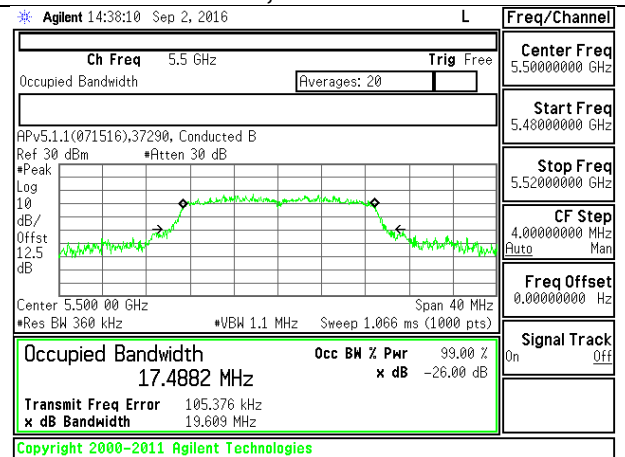 Agilent 14:38:10 Sep 2, 2016 L
Freq/Channel
Ch Freq 5.5 GHz Trig Free
Occupied Bandwidth Averages: 20
Center Freq
5.50000000 GHz
Start Freq
5.48000000 GHz
Stop Freq
5.52000000 GHz
CF Step
4.00000000 MHz
Auto Man
Freq Offset
0.00000000 Hz
Signal Track
On Off
APv5.1.1(071516),37290, Conducted B
Ref 30 dBm #Atten 30 dB
#Peak
Log
10
dB/
Offst
12.5
dB
Center 5.500 00 GHz Span 40 MHz
#Res BW 360 kHz #VBW 1.1 MHz Sweep 1.066 ms (1000 pts)
Occupied Bandwidth Occ BW % Pwr 99.00 %
17.4882 MHz x dB -26.00 dB
Transmit Freq Error 105.376 kHz
x dB Bandwidth 19.609 MHz
Copyright 2000-2011 Agilent Technologies